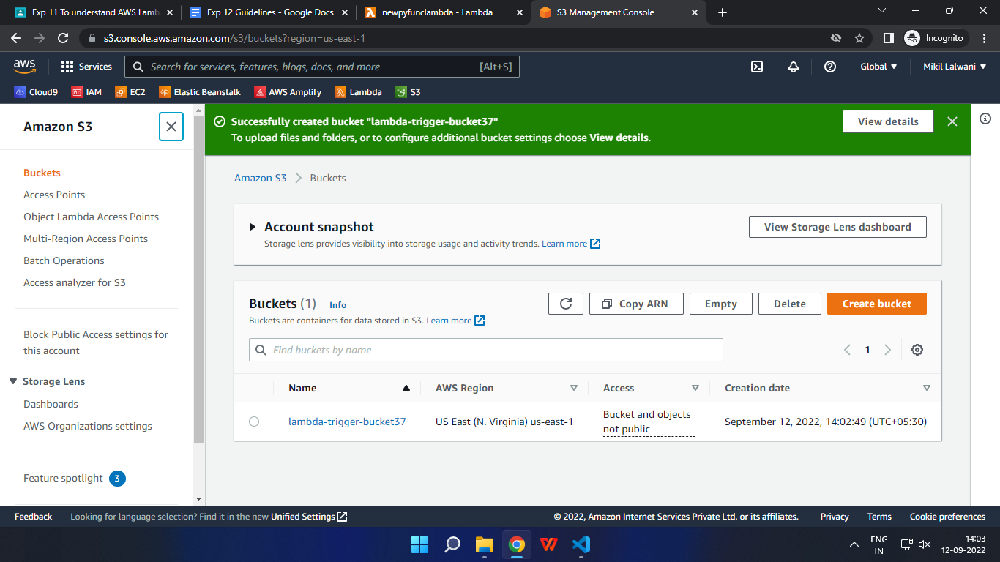 Exp 11 To understand AWS Lamb
Exp 12 Guidelines - Google Docs
newpyfunclambda - Lambda
S3 Management Console
s3.console.aws.amazon.com/s3/buckets?region=us-east-1
Incognito
aws
Services
Search for services, features, blogs, docs, and more
[Alt+S]
Global
Mikil Lalwani
Cloud9
IAM
EC2
Elastic Beanstalk
AWS Amplify
Lambda
S3
Amazon S3
Buckets
Access Points
Object Lambda Access Points
Multi-Region Access Points
Batch Operations
Access analyzer for S3
Block Public Access settings for
this account
Storage Lens
Dashboards
AWS Organizations settings
Feature spotlight 3
Successfully created bucket "lambda-trigger-bucket37"
To upload files and folders, or to configure additional bucket settings choose View details.
View details
Amazon S3
Buckets
Account snapshot
Storage lens provides visibility into storage usage and activity trends. Learn more
View Storage Lens dashboard
Buckets (1) Info
Buckets are containers for data stored in S3. Learn more
Copy ARN
Empty
Delete
Create bucket
Find buckets by name
1
Name
AWS Region
Access
Creation date
lambda-trigger-bucket37
US East (N. Virginia) us-east-1
Bucket and objects
not public
September 12, 2022, 14:02:49 (UTC+05:30)
Feedback
Looking for language selection? Find it in the new Unified Settings
© 2022, Amazon Internet Services Private Ltd. or its affiliates.
Privacy
Terms
Cookie preferences
ENG
IN
14:03
12-09-2022